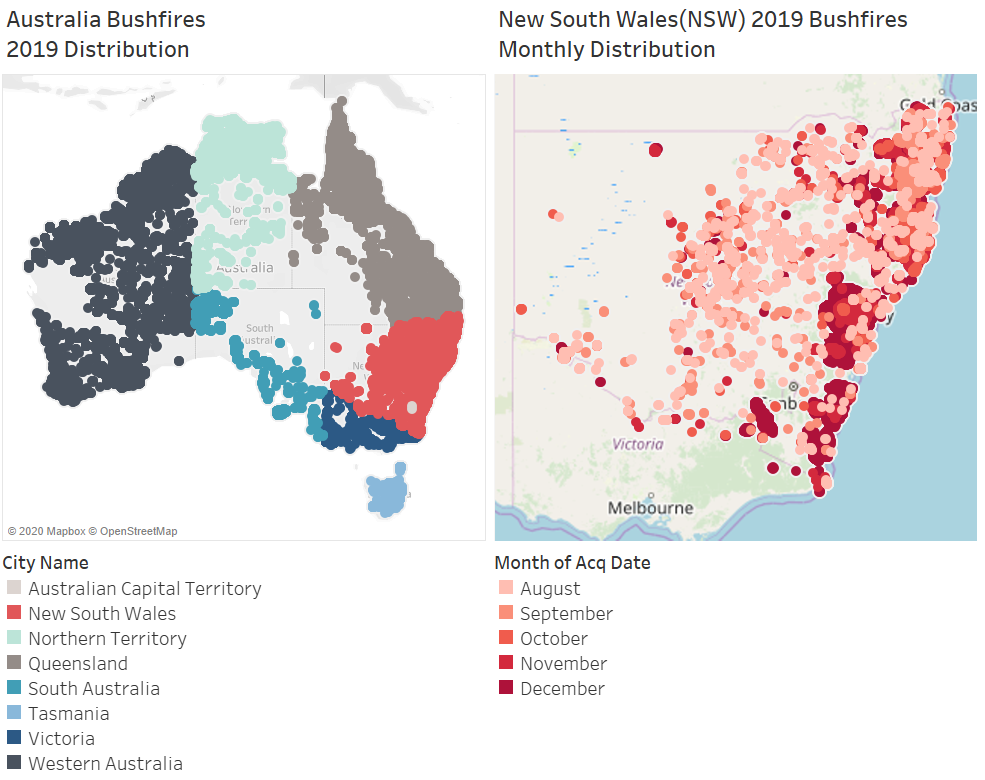 Australia Bushfires
2019 Distribution
New South Wales(NSW) 2019 Bushfires
Monthly Distribution
Australia
South
Victoria
Melbourne
© 2020 Mapbox © OpenStreetMap
City Name
Australian Capital Territory
New South Wales
Northern Territory
Queensland
South Australia
Tasmania
Victoria
Western Australia
Month of Acq Date
August
September
October
November
December